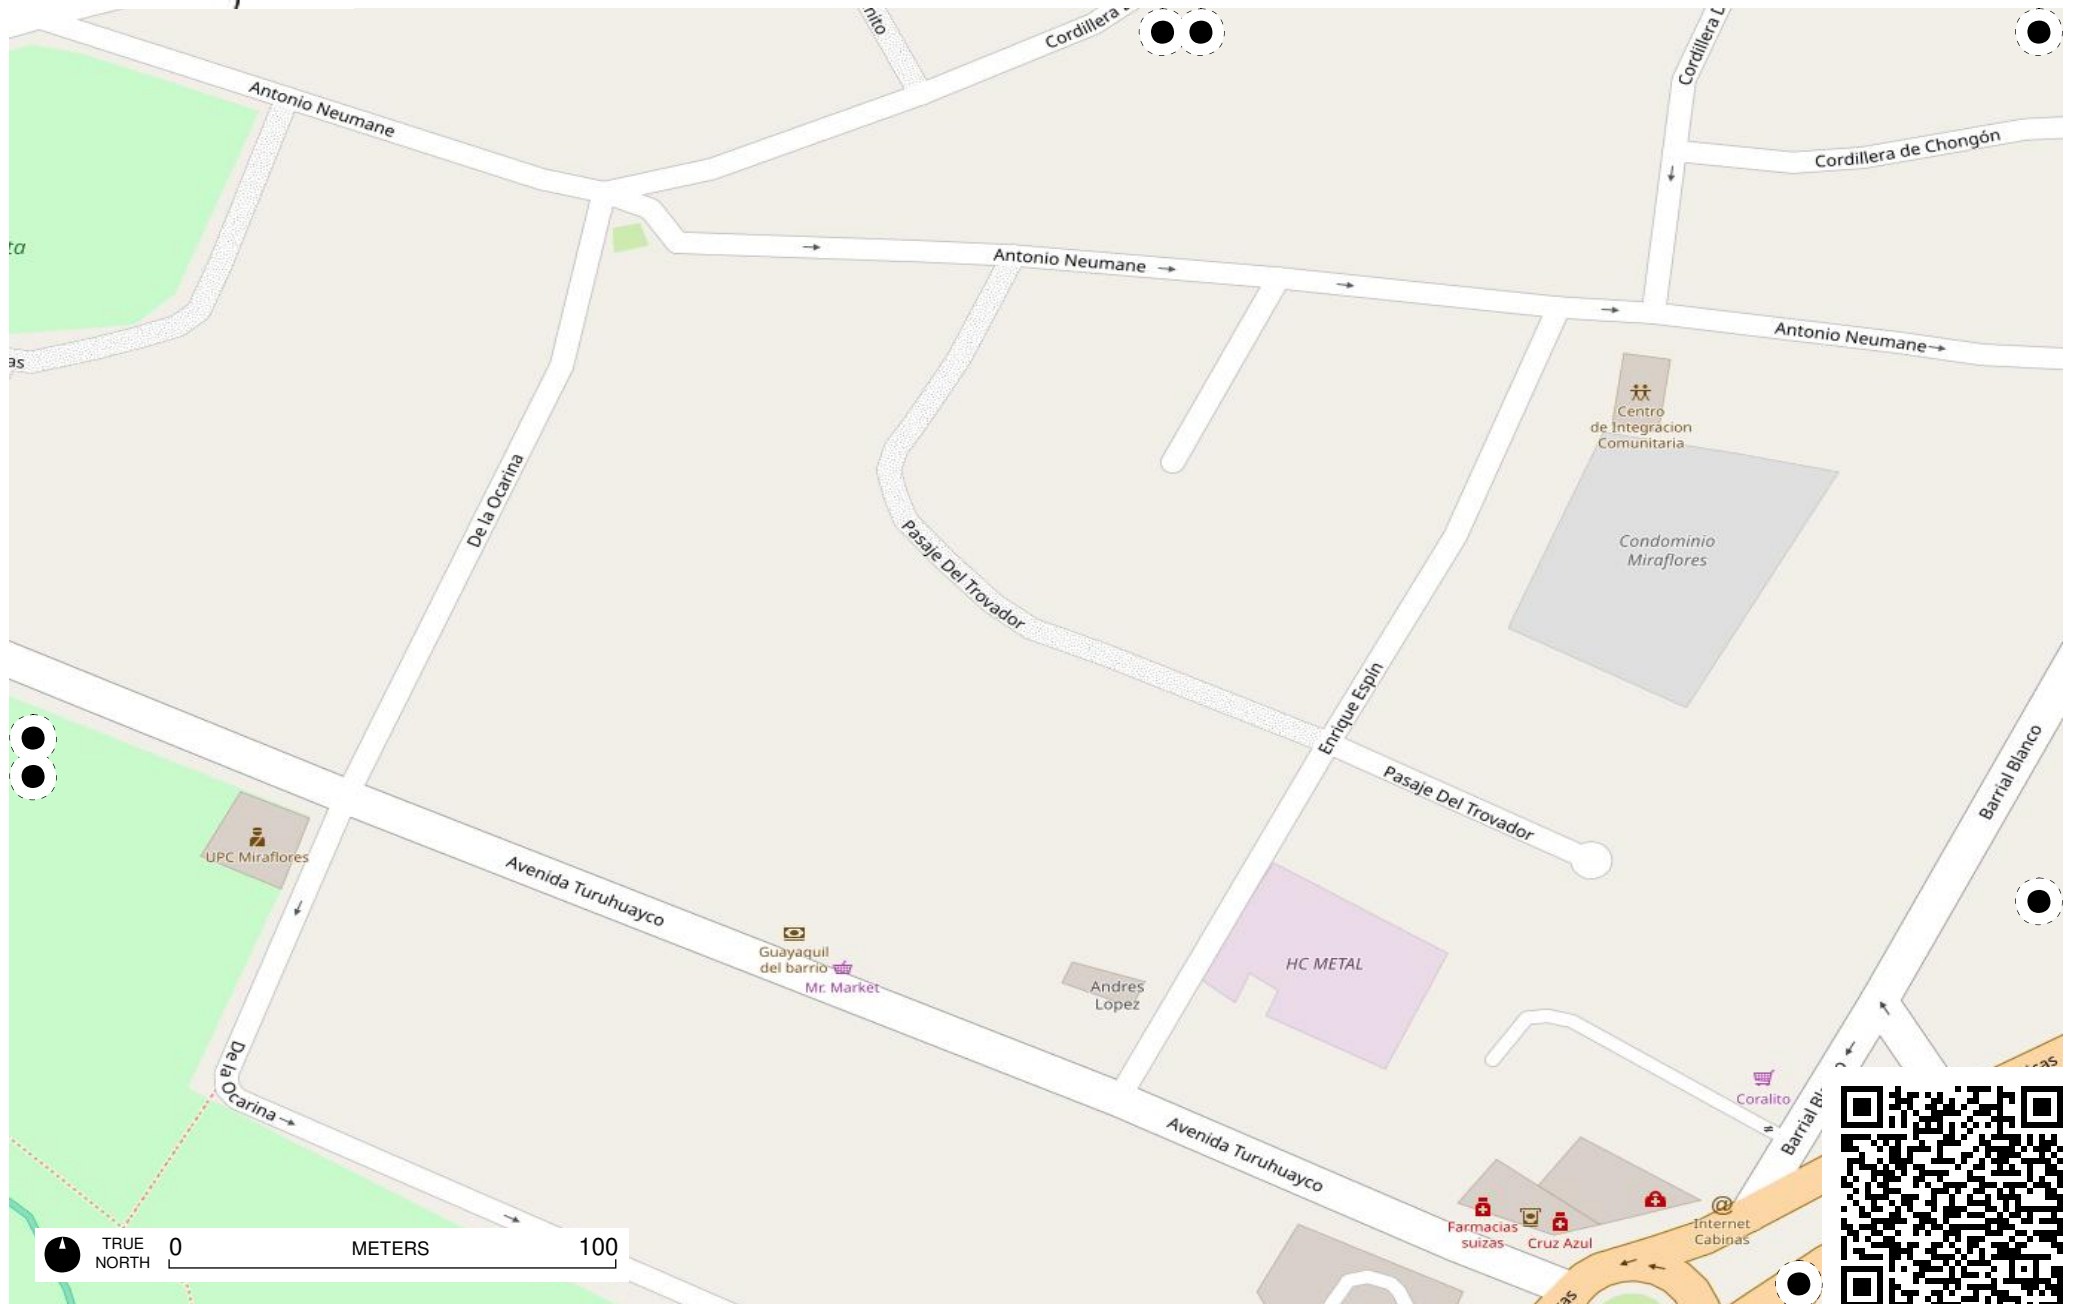 Cordillera
Cordillera
Antonio Neumane
Cordillera de Chongón
ta
Antonio Neumane
Antonio Neumane
as
Centro
de Integracion
Comunitaria
De la Ocarina
Condominio
Miraflores
Pasaje Del Trovador
Enrique Espín
Barrial Blanco
Pasaje Del Trovador
UPC Miraflores
Avenida Turuhuayco
Guayaquil
del barrio
Mr. Market
HC METAL
Andres
Lopez
De la Ocarina
Coralito
Avenida Turuhuayco
Farmacias
suizas
Cruz Azul
@
Internet
Cabinas
TRUE
NORTH
0 METERS 100